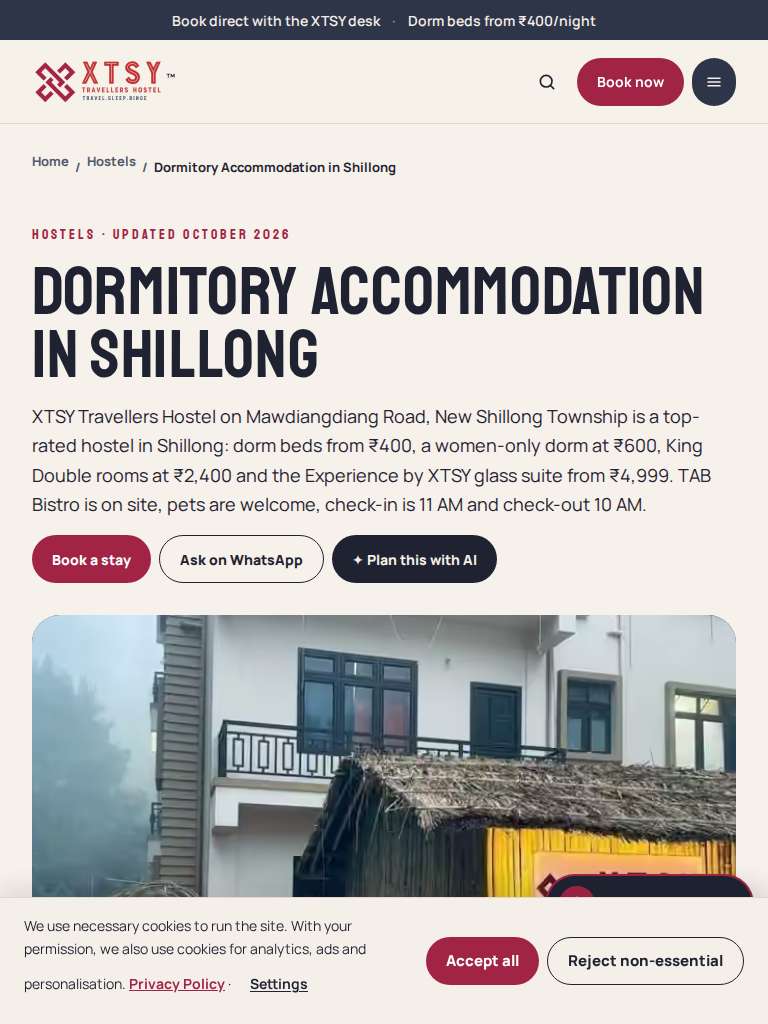 Book direct with the XTSY desk · Dorm beds from ₹400/night
XTSY ™
TRAVELLERS HOSTEL
TRAVEL.SLEEP.BINGE
Book now
Home / Hostels / Dormitory Accommodation in Shillong
HOSTELS · UPDATED OCTOBER 2026
DORMITORY ACCOMMODATION
IN SHILLONG
XTSY Travellers Hostel on Mawdiangdiang Road, New Shillong Township is a top-
rated hostel in Shillong: dorm beds from ₹400, a women-only dorm at ₹600, King
Double rooms at ₹2,400 and the Experience by XTSY glass suite from ₹4,999. TAB
Bistro is on site, pets are welcome, check-in is 11 AM and check-out 10 AM.
Book a stay
Ask on WhatsApp
✦ Plan this with AI
We use necessary cookies to run the site. With your
permission, we also use cookies for analytics, ads and
personalisation. Privacy Policy · Settings
Accept all
Reject non-essential